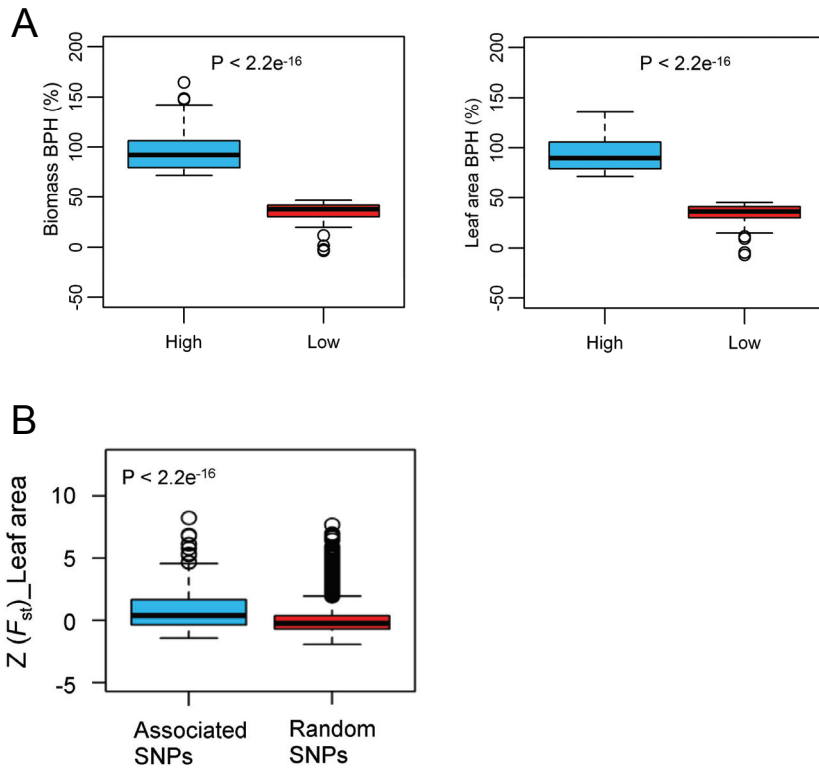 A
Biomass BPH (%)
200
150
100
50
0
-50
P < 2.2e-16
High
Low
Leaf area BPH (%)
200
150
100
50
0
-50
P < 2.2e-16
High
Low
B
Z (Fst)_Leaf area
10
5
0
-5
P < 2.2e-16
Associated
SNPs
Random
SNPs